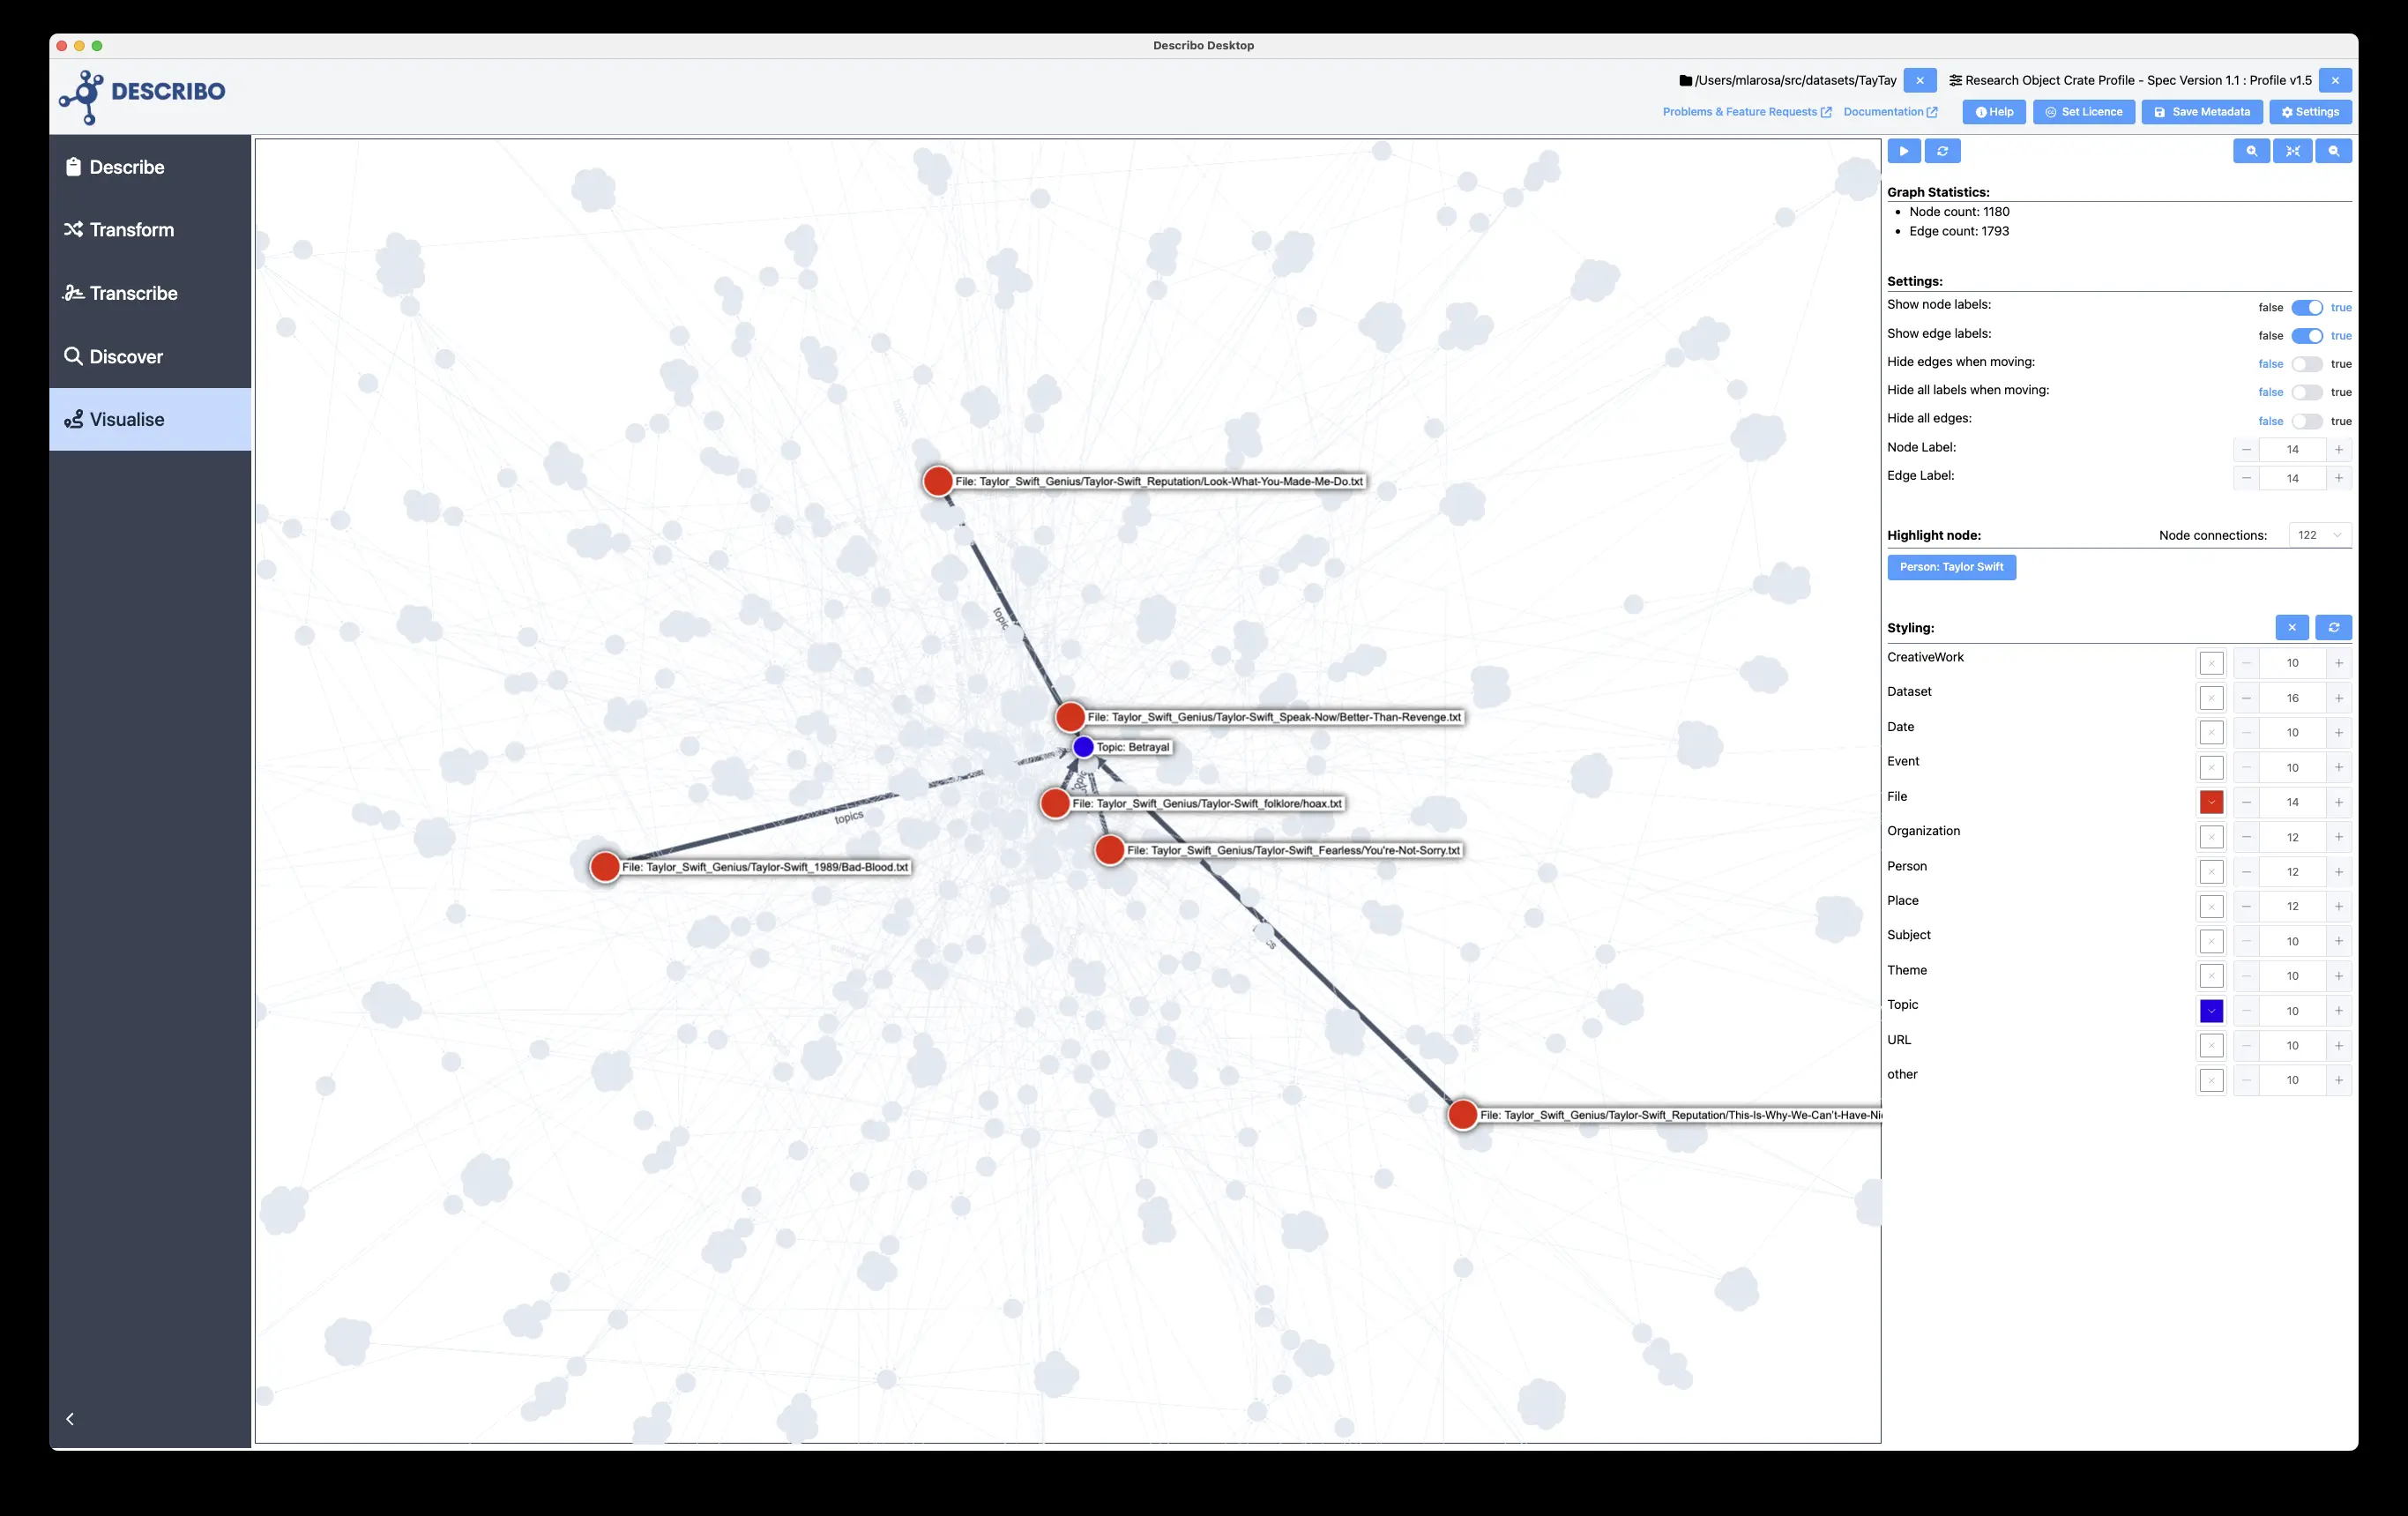 Describo Desktop
DESCRIBO
/Users/mlarosa/src/datasets/TayTay
Research Object Crate Profile - Spec Version 1.1 : Profile v1.5
Problems & Feature Requests
Documentation
Help
Set Licence
Save Metadata
Settings
Describe
Transform
Transcribe
Discover
Visualise
File: Taylor_Swift_Genius/Taylor-Swift_Reputation/Look-What-You-Made-Me-Do.txt
topic
File: Taylor_Swift_Genius/Taylor-Swift_Speak-Now/Better-Than-Revenge.txt
Topic: Betrayal
File: Taylor_Swift_Genius/Taylor-Swift_folklore/hoax.txt
topics
File: Taylor_Swift_Genius/Taylor-Swift_Fearless/You're-Not-Sorry.txt
File: Taylor_Swift_Genius/Taylor-Swift_1989/Bad-Blood.txt
File: Taylor_Swift_Genius/Taylor-Swift_Reputation/This-Is-Why-We-Can't-Have-Ni
Graph Statistics:
Node count: 1180
Edge count: 1793
Settings:
Show node labels: false true
Show edge labels: false true
Hide edges when moving: false true
Hide all labels when moving: false true
Hide all edges: false true
Node Label: 14
Edge Label: 14
Highlight node: Node connections: 122
Person: Taylor Swift
Styling:
CreativeWork 10
Dataset 16
Date 10
Event 10
File 14
Organization 12
Person 12
Place 12
Subject 10
Theme 10
Topic 10
URL 10
other 10